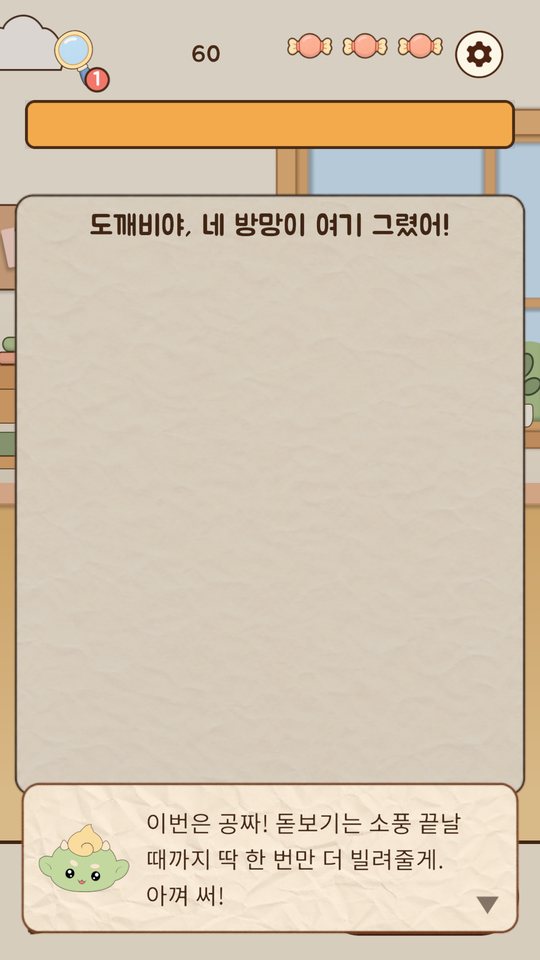 60
1
도깨비야, 네 방망이 여기 그렸어!
이번은 공짜! 돋보기는 소풍 끝날
때까지 딱 한 번만 더 빌려줄게.
아껴 써!